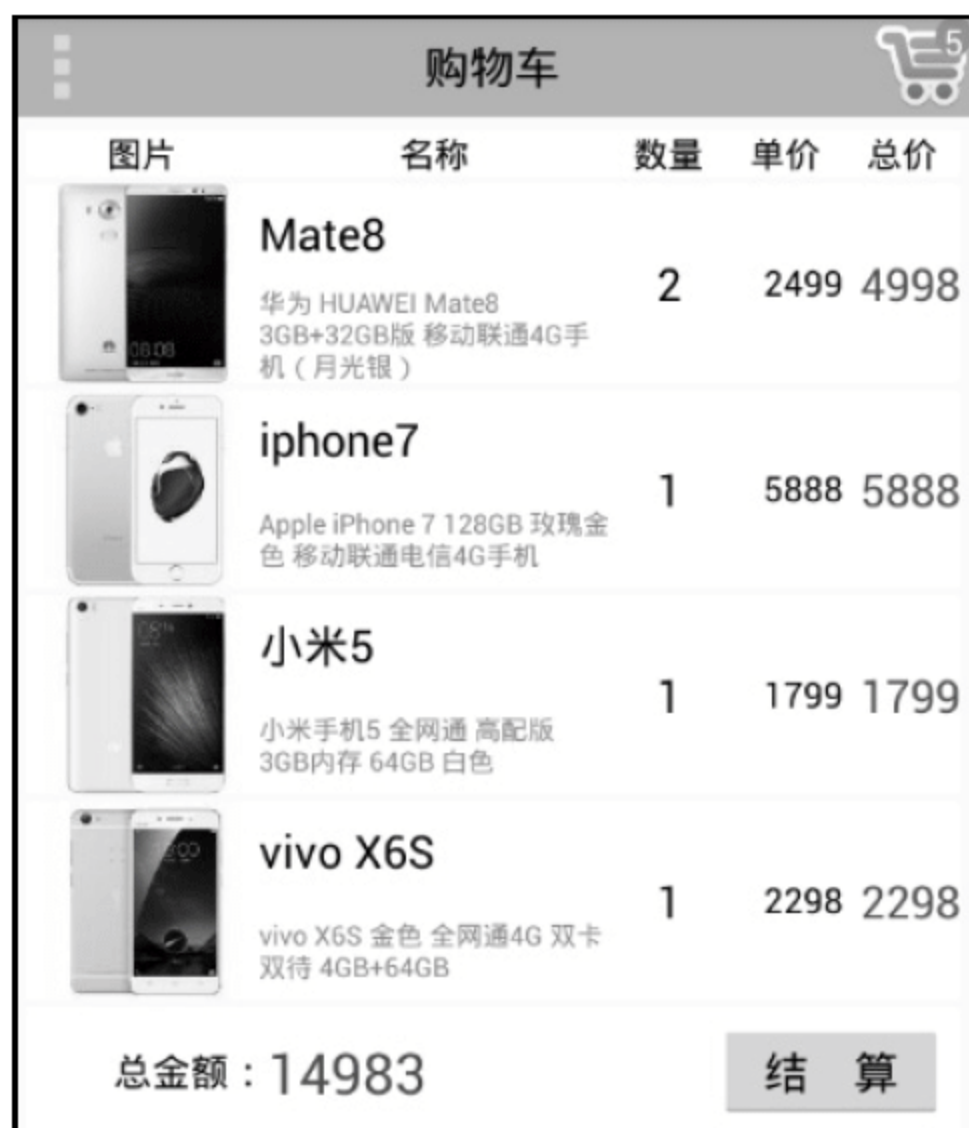 购物车 5
图片 名称 数量 单价 总价
Mate8
华为 HUAWEI Mate8
3GB+32GB版 移动联通4G手
机（月光银）
2 2499 4998
08:08
iphone7
Apple iPhone 7 128GB 玫瑰金
色 移动联通电信4G手机
1 5888 5888
小米5
小米手机5 全网通 高配版
3GB内存 64GB 白色
1 1799 1799
vivo X6S
vivo X6S 金色 全网通4G 双卡
双待 4GB+64GB
1 2298 2298
总金额：14983
结 算